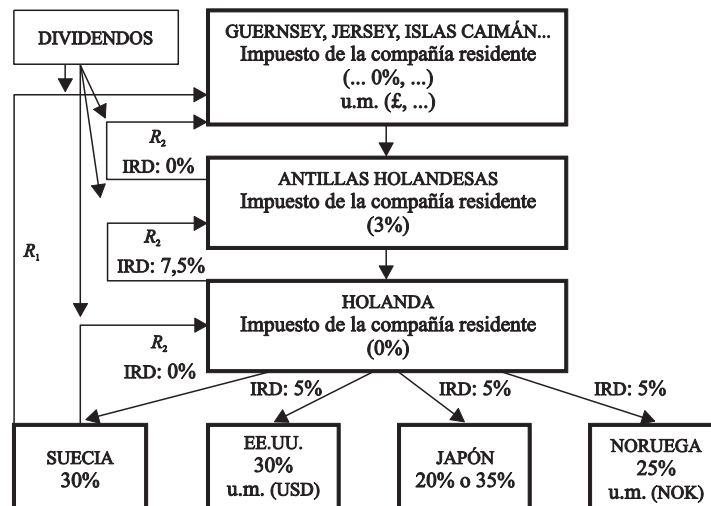 DIVIDENDOS
GUERNSEY, JERSEY, ISLAS CAIMÁN...
Impuesto de la compañía residente
(... 0%, ...)
u.m. (£, ...)
R₂
IRD: 0%
ANTILLAS HOLANDESAS
Impuesto de la compañía residente
(3%)
R₁
R₂
IRD: 7,5%
HOLANDA
Impuesto de la compañía residente
(0%)
R₂
IRD: 0%
IRD: 5%
IRD: 5%
IRD: 5%
SUECIA
30%
EE.UU.
30%
u.m. (USD)
JAPÓN
20% o 35%
NORUEGA
25%
u.m. (NOK)